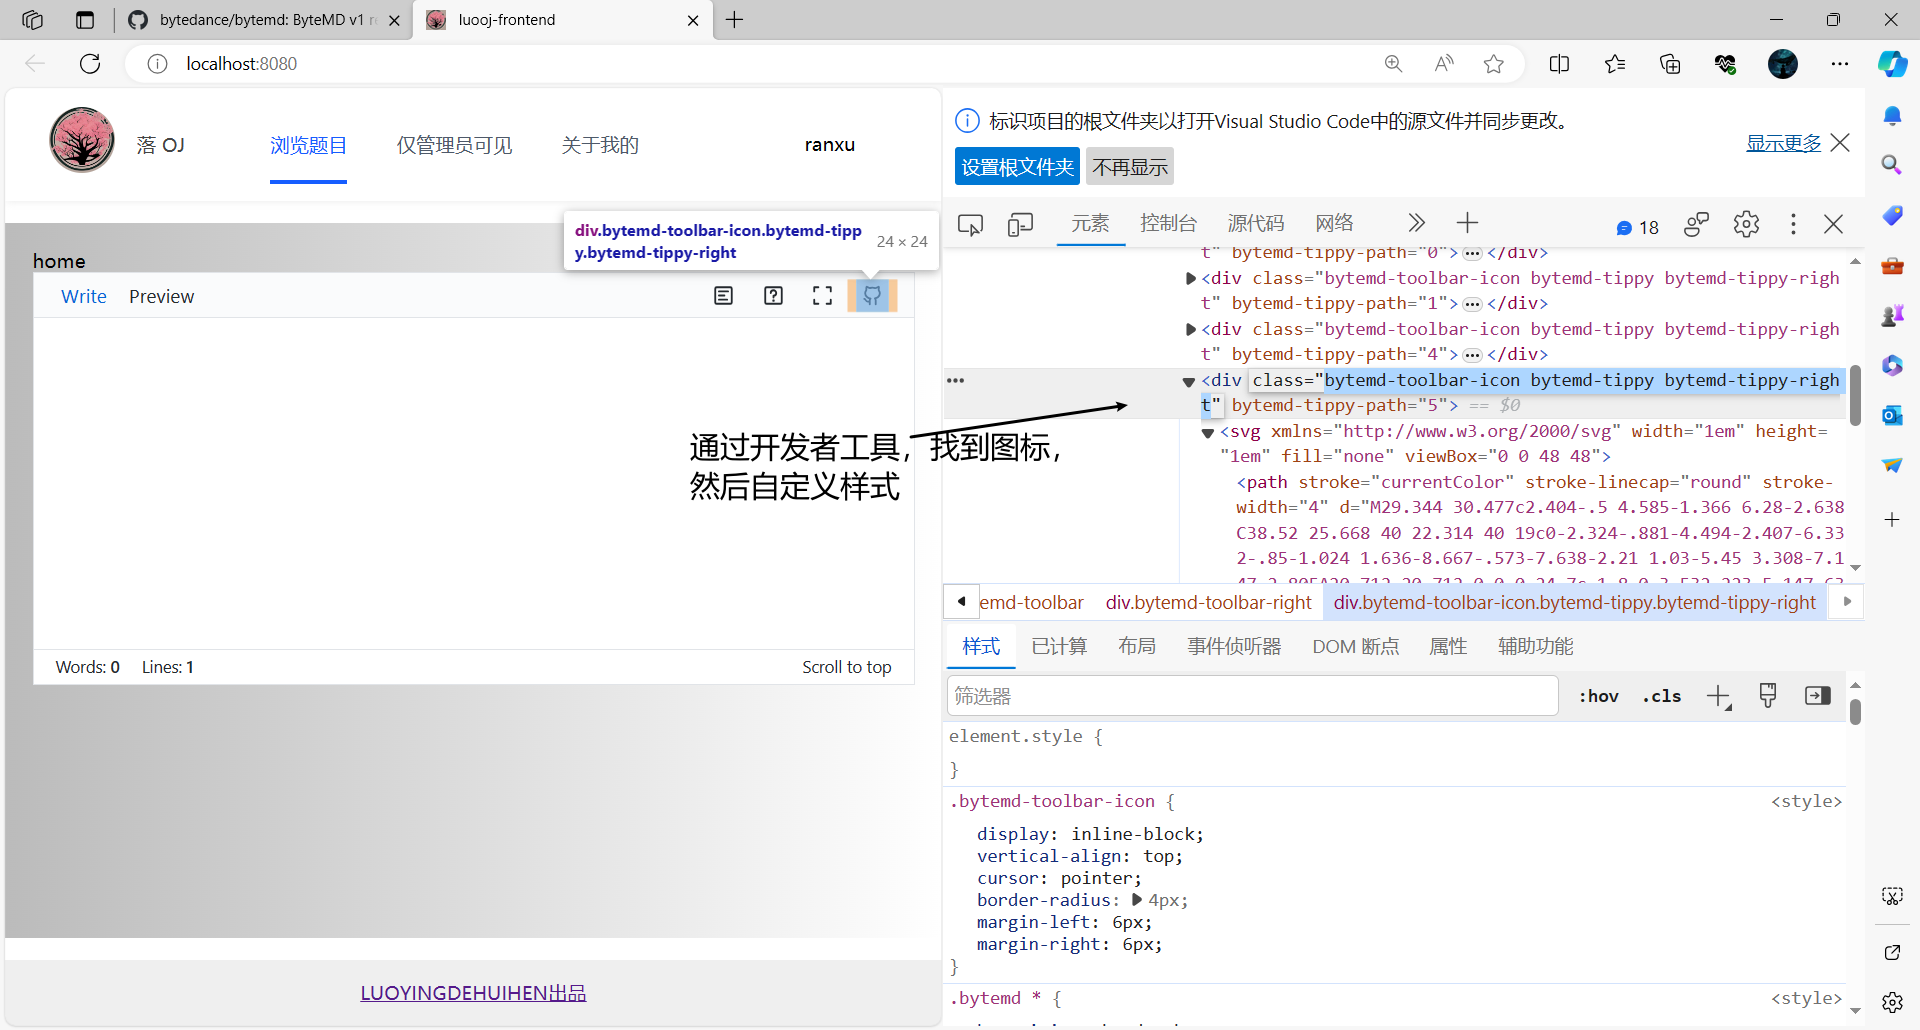 bytedance/bytemd: ByteMD v1 r
luooj-frontend
localhost:8080
落 OJ
浏览题目
仅管理员可见
关于我的
ranxu
home
div.bytemd-toolbar-icon.bytemd-tipp
y.bytemd-tippy-right
24 × 24
Write
Preview
通过开发者工具，找到图标，
然后自定义样式
Words: 0
Lines: 1
Scroll to top
LUOYINGDEHUIHEN出品
标识项目的根文件夹以打开Visual Studio Code中的源文件并同步更改。
显示更多
设置根文件夹
不再显示
元素
控制台
源代码
网络
18
t" bytemd-tippy-path="0">…</div>
<div class="bytemd-toolbar-icon bytemd-tippy bytemd-tippy-righ
t" bytemd-tippy-path="1">…</div>
<div class="bytemd-toolbar-icon bytemd-tippy bytemd-tippy-righ
t" bytemd-tippy-path="4">…</div>
<div class="bytemd-toolbar-icon bytemd-tippy bytemd-tippy-righ
t" bytemd-tippy-path="5"> == $0
<svg xmlns="http://www.w3.org/2000/svg" width="1em" height=
"1em" fill="none" viewBox="0 0 48 48">
<path stroke="currentColor" stroke-linecap="round" stroke-
width="4" d="M29.344 30.477c2.404-.5 4.585-1.366 6.28-2.638
C38.52 25.668 40 22.314 40 19c0-2.324-.881-4.494-2.407-6.33
2-.85-1.024 1.636-8.667-.573-7.638-2.21 1.03-5.45 3.308-7.1
emd-toolbar
div.bytemd-toolbar-right
div.bytemd-toolbar-icon.bytemd-tippy.bytemd-tippy-right
样式
已计算
布局
事件侦听器
DOM 断点
属性
辅助功能
筛选器
:hov
.cls
element.style {
}
.bytemd-toolbar-icon {
<style>
display: inline-block;
vertical-align: top;
cursor: pointer;
border-radius: 4px;
margin-left: 6px;
margin-right: 6px;
}
.bytemd * {
<style>